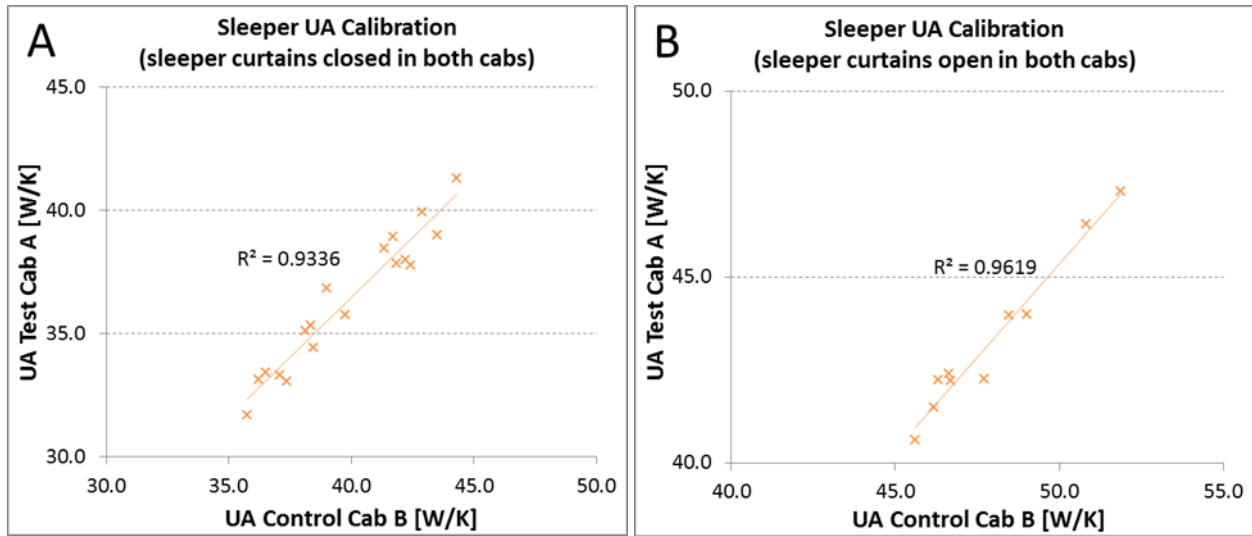 A
Sleeper UA Calibration
(sleeper curtains closed in both cabs)
45.0
40.0
35.0
30.0
UA Test Cab A [W/K]
R² = 0.9336
30.0 35.0 40.0 45.0 50.0
UA Control Cab B [W/K]
B
Sleeper UA Calibration
(sleeper curtains open in both cabs)
50.0
45.0
40.0
UA Test Cab A [W/K]
R² = 0.9619
40.0 45.0 50.0 55.0
UA Control Cab B [W/K]